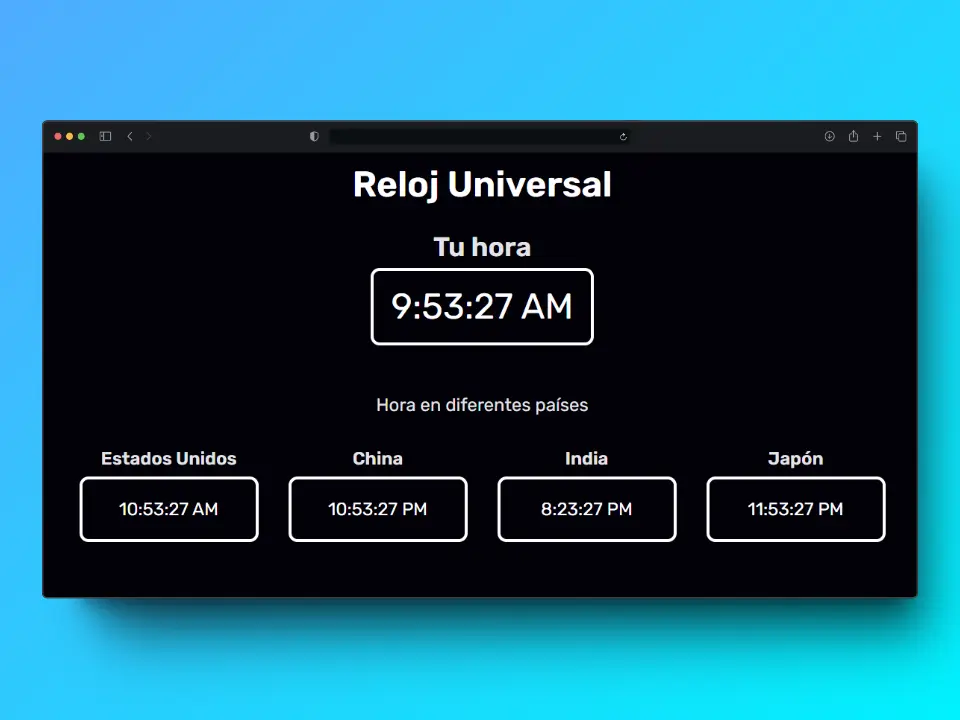 Reloj Universal
Tu hora
9:53:27 AM
Hora en diferentes países
Estados Unidos
China
India
Japón
10:53:27 AM
10:53:27 PM
8:23:27 PM
11:53:27 PM